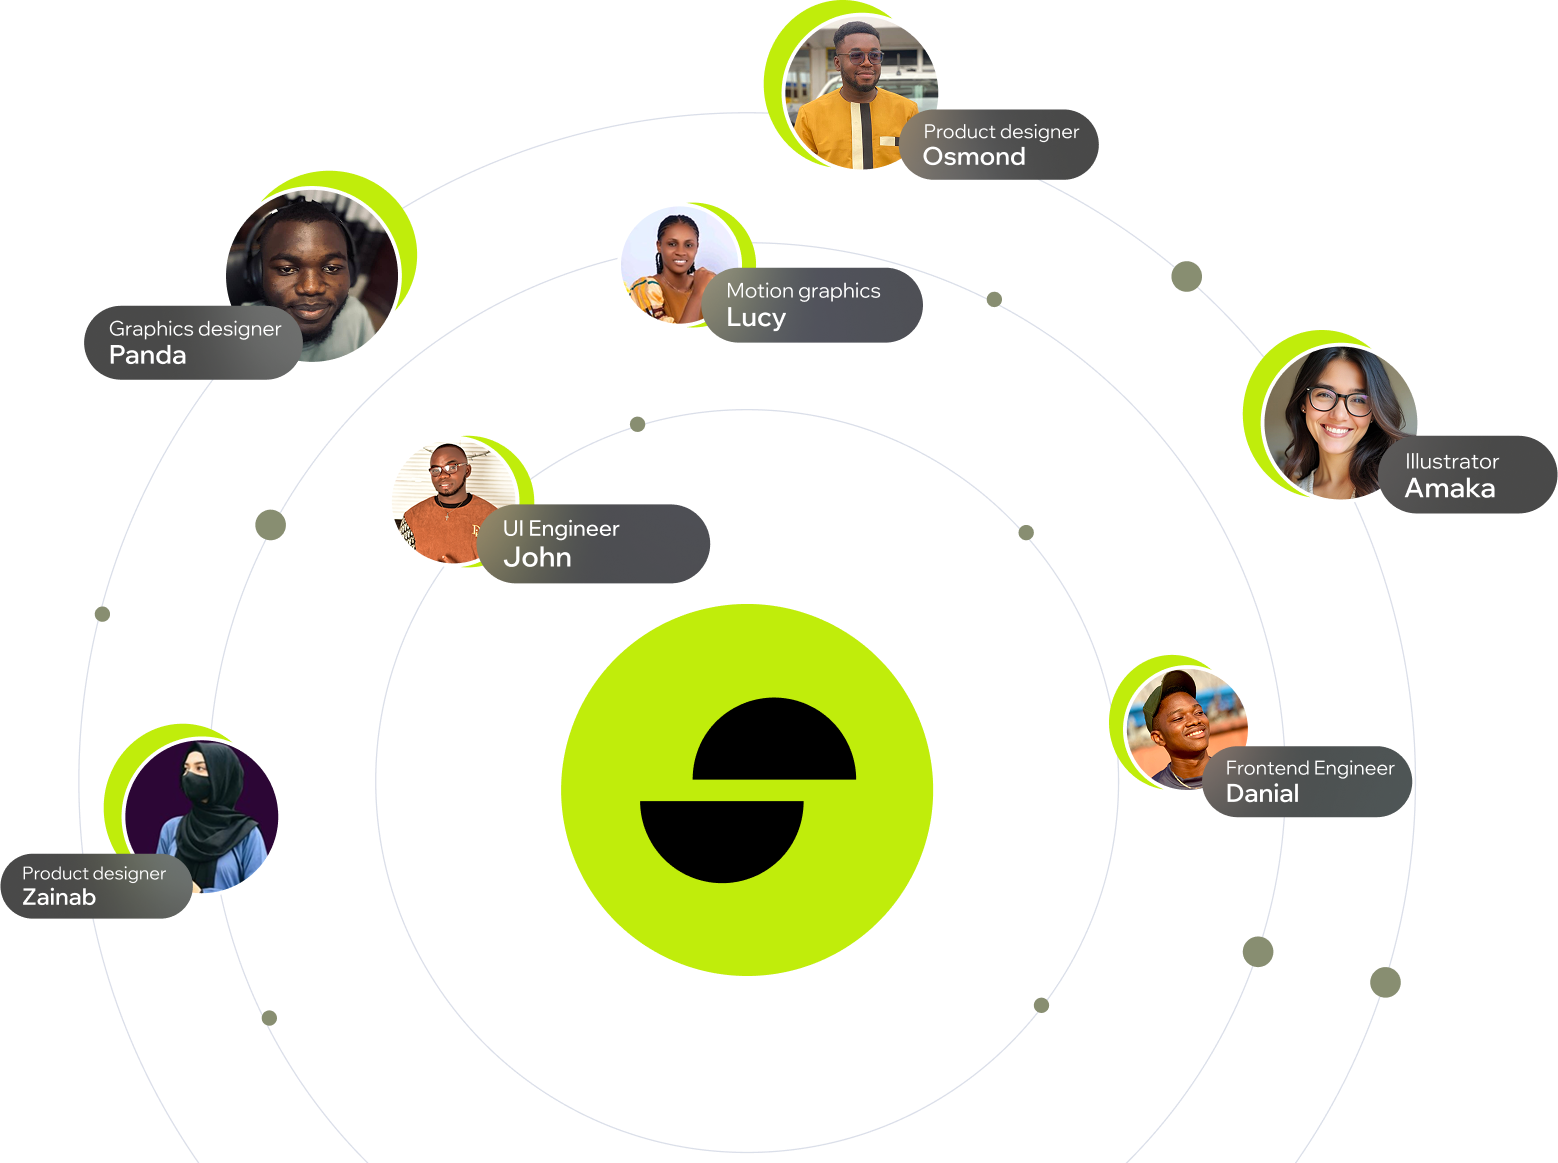 Product designer
Osmond
Motion graphics
Lucy
Graphics designer
Panda
Illustrator
Amaka
UI Engineer
John
Frontend Engineer
Danial
Product designer
Zainab